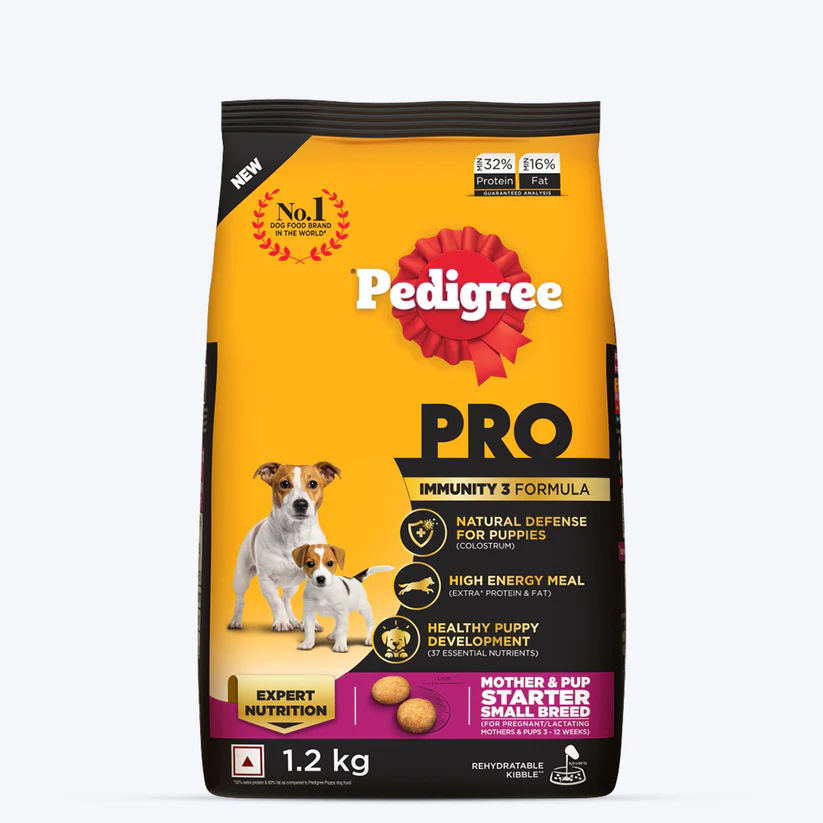 NEW
No.1
DOG FOOD BRAND
IN THE WORLD#
MIN 32% MIN 16%
Protein Fat
GUARANTEED ANALYSIS
®Pedigree
PRO
IMMUNITY 3 FORMULA
NATURAL DEFENSE
FOR PUPPIES
(COLOSTRUM)
HIGH ENERGY MEAL
(EXTRA* PROTEIN & FAT)
HEALTHY PUPPY
DEVELOPMENT
(37 ESSENTIAL NUTRIENTS)
EXPERT
NUTRITION
MOTHER & PUP
STARTER
SMALL BREED
(FOR PREGNANT/LACTATING
MOTHERS & PUPS 3 - 12 WEEKS)
1.2 kg
REHYDRATABLE
KIBBLE**